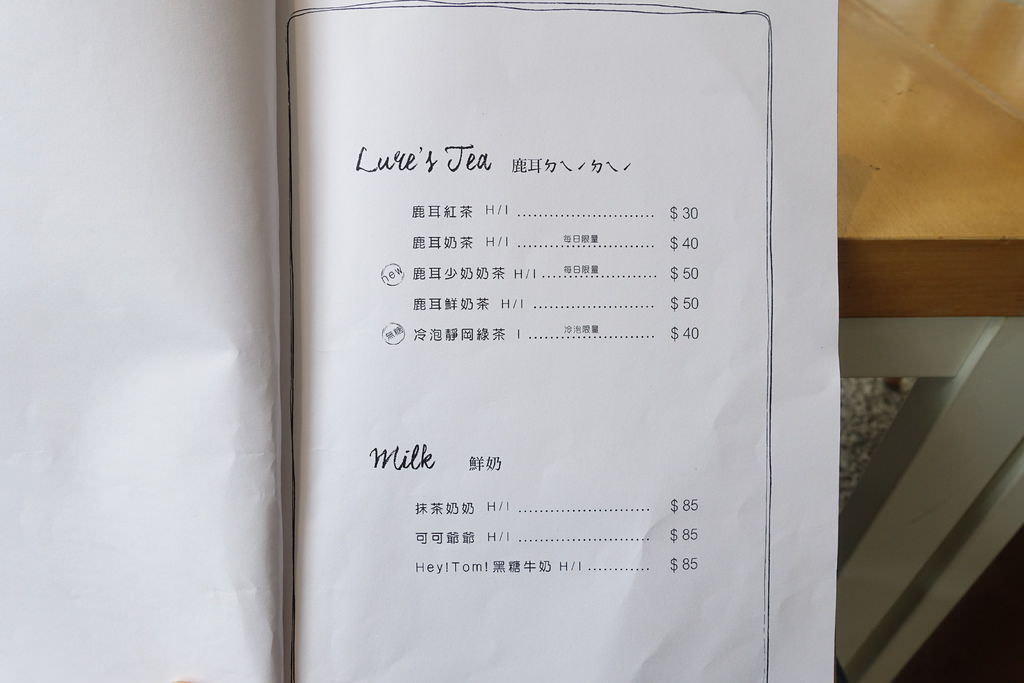 Lure's Tea 鹿耳ㄉㄟˊㄉㄟˊ
鹿耳紅茶 H/I .......................... $30
鹿耳奶茶 H/I ........每日限量........ $40
new 鹿耳少奶奶茶 H/I ....每日限量........ $50
鹿耳鮮奶茶 H/I ....................... $50
無糖 冷泡靜岡綠茶 I ......冷泡限量........ $40
Milk 鮮奶
抹茶奶奶 H/I ......................... $85
可可爺爺 H/I ......................... $85
Hey!Tom!黑糖牛奶 H/I ............ $85